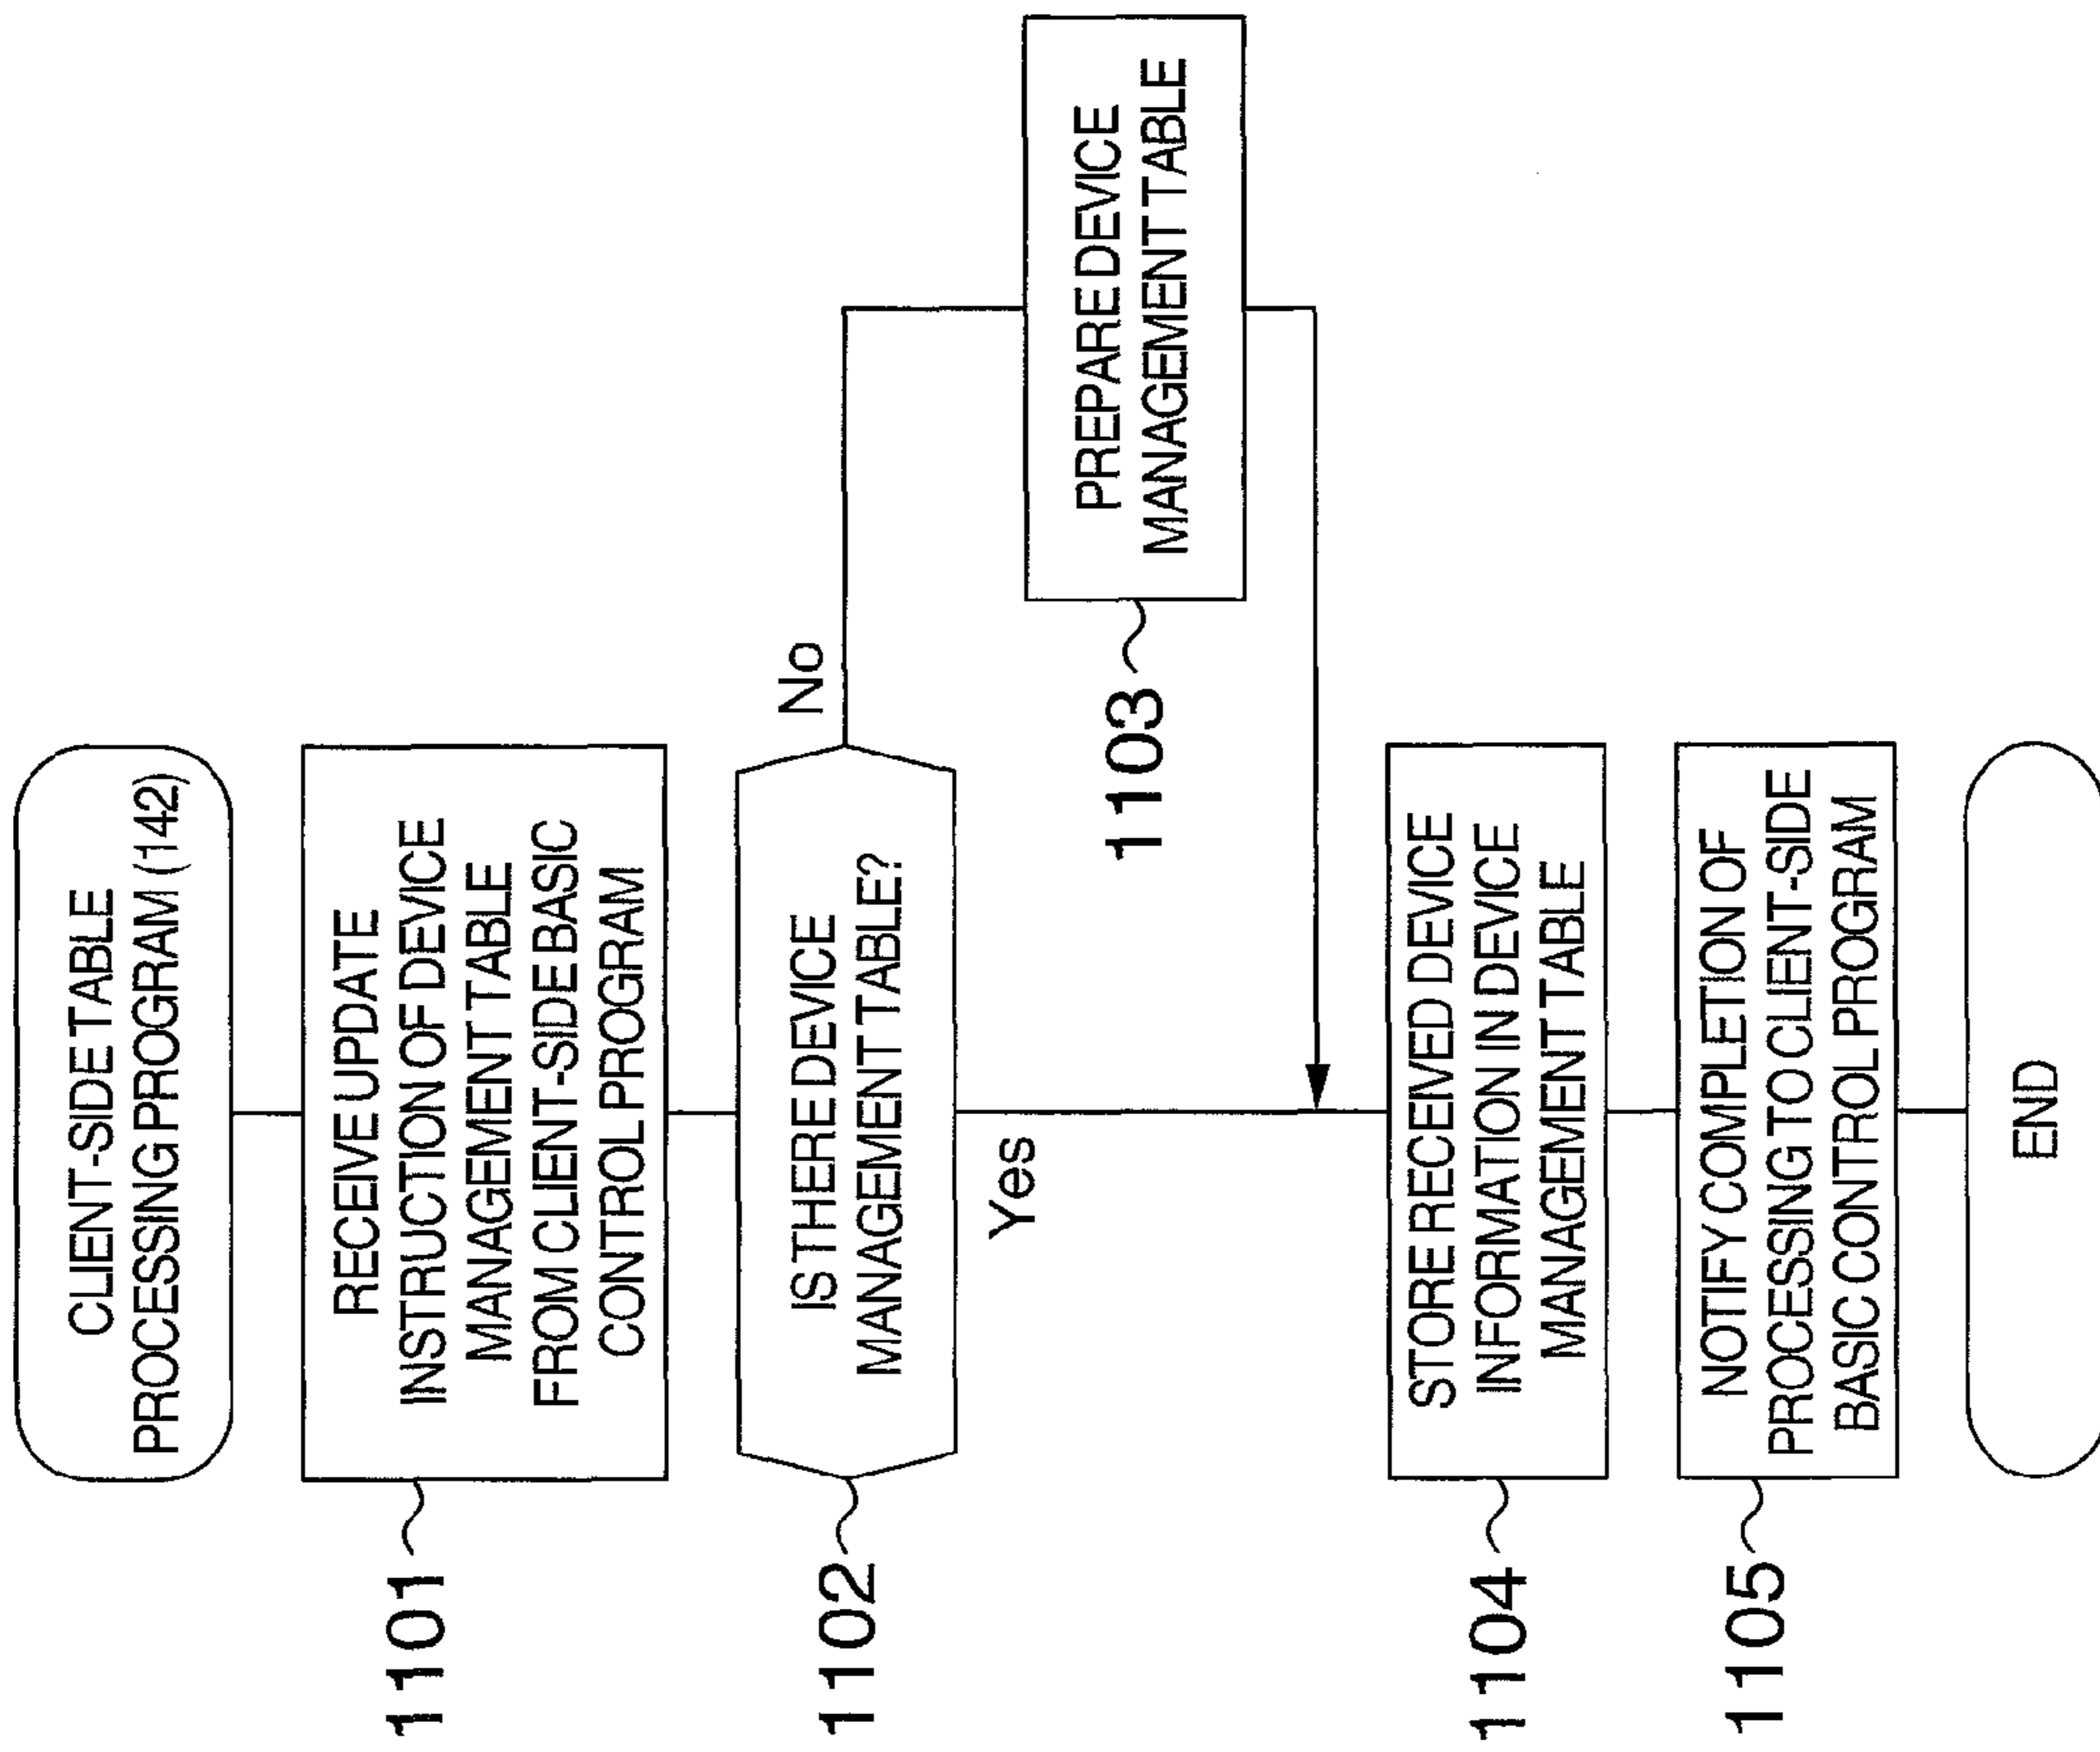 CLIENT-SIDE TABLE
PROCESSING PROGRAM (142)
1101
RECEIVE UPDATE
INSTRUCTION OF DEVICE
MANAGEMENT TABLE
FROM CLIENT-SIDE BASIC
CONTROL PROGRAM
1102
IS THERE DEVICE
MANAGEMENT TABLE?
No
Yes
1103
PREPARE DEVICE
MANAGEMENT TABLE
1104
STORE RECEIVED DEVICE
INFORMATION IN DEVICE
MANAGEMENT TABLE
1105
NOTIFY COMPLETION OF
PROCESSING TO CLIENT-SIDE
BASIC CONTROL PROGRAM
END